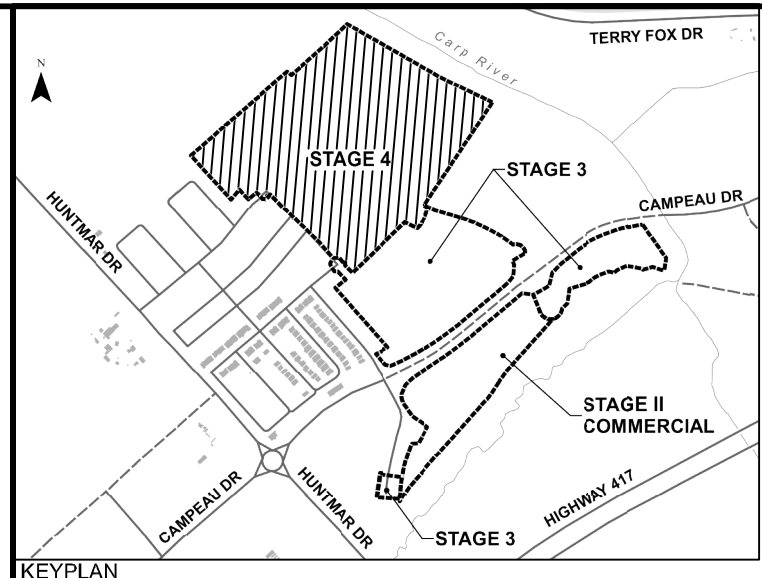 TERRY FOX DR
Carp River
N
STAGE 4
STAGE 3
CAMPEAU DR
HUNTMAR DR
STAGE II
COMMERCIAL
HIGHWAY 417
CAMPEAU DR
HUNTMAR DR
STAGE 3
KEYPLAN